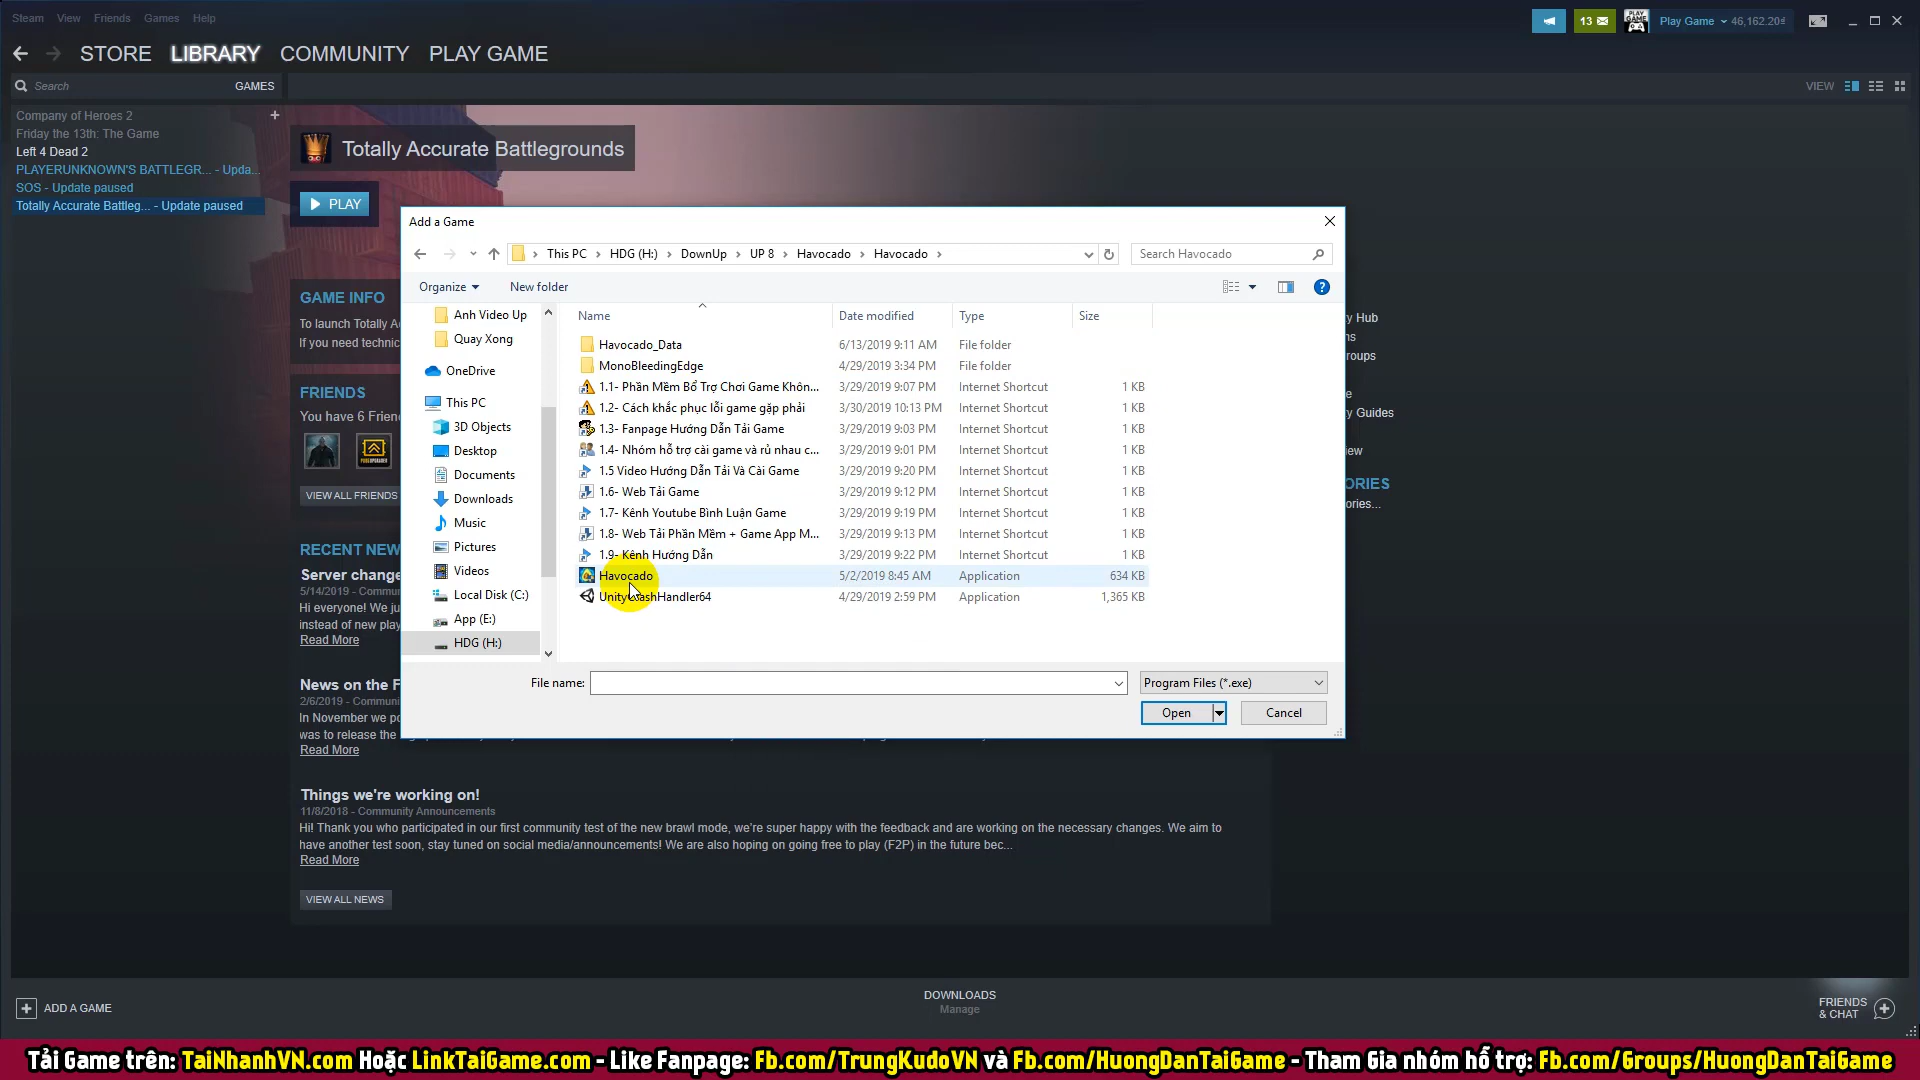 Steam View Friends Games Help
13 Play Game 46,162.20₫
STORE LIBRARY COMMUNITY PLAY GAME
Search GAMES VIEW
Company of Heroes 2
Friday the 13th: The Game
Left 4 Dead 2
PLAYERUNKNOWN'S BATTLEGR... - Upda...
SOS - Update paused
Totally Accurate Battleg... - Update paused
Totally Accurate Battlegrounds
PLAY
GAME INFO
To launch Totally A
If you need technic
FRIENDS
You have 6 Frien
VIEW ALL FRIENDS
RECENT NEW
Server change
5/14/2019 - Commu
Hi everyone! We ju
instead of new play
Read More
News on the F
2/6/2019 - Commun
In November we po
was to release the
Read More
Things we're working on!
11/8/2018 - Community Announcements
Hi! Thank you who participated in our first community test of the new brawl mode, we're super happy with the feedback and are working on the necessary changes. We aim to
have another test soon, stay tuned on social media/announcements! We are also hoping on going free to play (F2P) in the future bec...
Read More
VIEW ALL NEWS
Add a Game
This PC HDG (H:) DownUp UP 8 Havocado Havocado
Search Havocado
Organize New folder
Anh Video Up
Quay Xong
OneDrive
This PC
3D Objects
Desktop
Documents
Downloads
Music
Pictures
Videos
Local Disk (C:)
App (E:)
HDG (H:)
Name Date modified Type Size
Havocado_Data 6/13/2019 9:11 AM File folder
MonoBleedingEdge 4/29/2019 3:34 PM File folder
1.1- Phần Mềm Bổ Trợ Chơi Game Khôn... 3/29/2019 9:07 PM Internet Shortcut 1 KB
1.2- Cách khắc phục lỗi game gặp phải 3/30/2019 10:13 PM Internet Shortcut 1 KB
1.3- Fanpage Hướng Dẫn Tải Game 3/29/2019 9:03 PM Internet Shortcut 1 KB
1.4- Nhóm hỗ trợ cài game và rủ nhau c... 3/29/2019 9:01 PM Internet Shortcut 1 KB
1.5 Video Hướng Dẫn Tải Và Cài Game 3/29/2019 9:20 PM Internet Shortcut 1 KB
1.6- Web Tải Game 3/29/2019 9:12 PM Internet Shortcut 1 KB
1.7- Kênh Youtube Bình Luận Game 3/29/2019 9:19 PM Internet Shortcut 1 KB
1.8- Web Tải Phần Mềm + Game App M... 3/29/2019 9:13 PM Internet Shortcut 1 KB
1.9- Kênh Hướng Dẫn 3/29/2019 9:22 PM Internet Shortcut 1 KB
Havocado 5/2/2019 8:45 AM Application 634 KB
UnityCrashHandler64 4/29/2019 2:59 PM Application 1,365 KB
File name: Program Files (*.exe)
Open Cancel
y Hub
ns
roups
e
y Guides
iew
ORIES
ories...
ADD A GAME
DOWNLOADS
Manage
FRIENDS
& CHAT
Tải Game trên: TaiNhanhVN.com Hoặc LinkTaiGame.com - Like Fanpage: Fb.com/TrungKudoVN và Fb.com/HuongDanTaiGame - Tham Gia nhóm hỗ trợ: Fb.com/Groups/HuongDanTaiGame